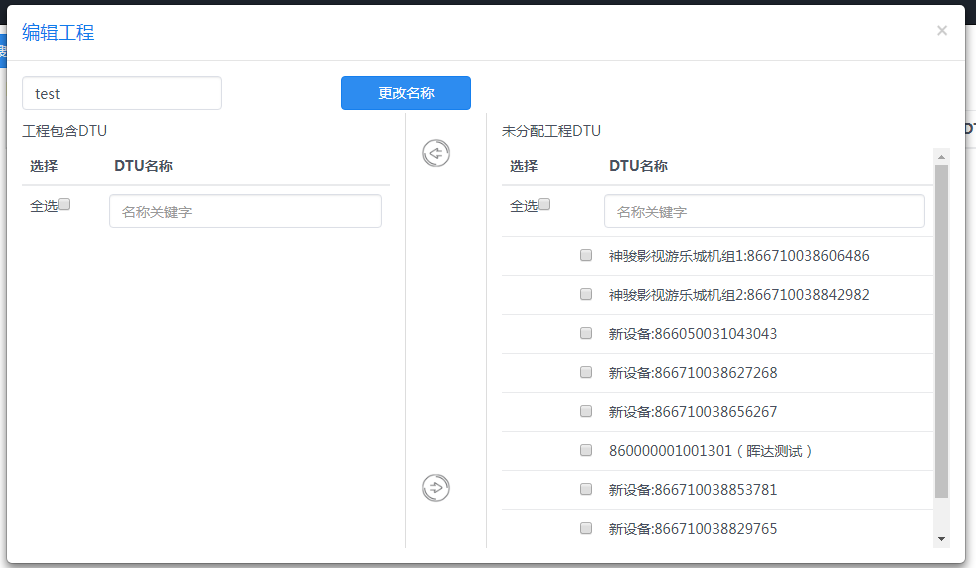 编辑工程
×
test
更改名称
工程包含DTU
选择 DTU名称
全选 名称关键字
未分配工程DTU
选择 DTU名称
全选 名称关键字
神骏影视游乐城机组1:866710038606486
神骏影视游乐城机组2:866710038842982
新设备:866050031043043
新设备:866710038627268
新设备:866710038656267
860000001001301（晖达测试）
新设备:866710038853781
新设备:866710038829765